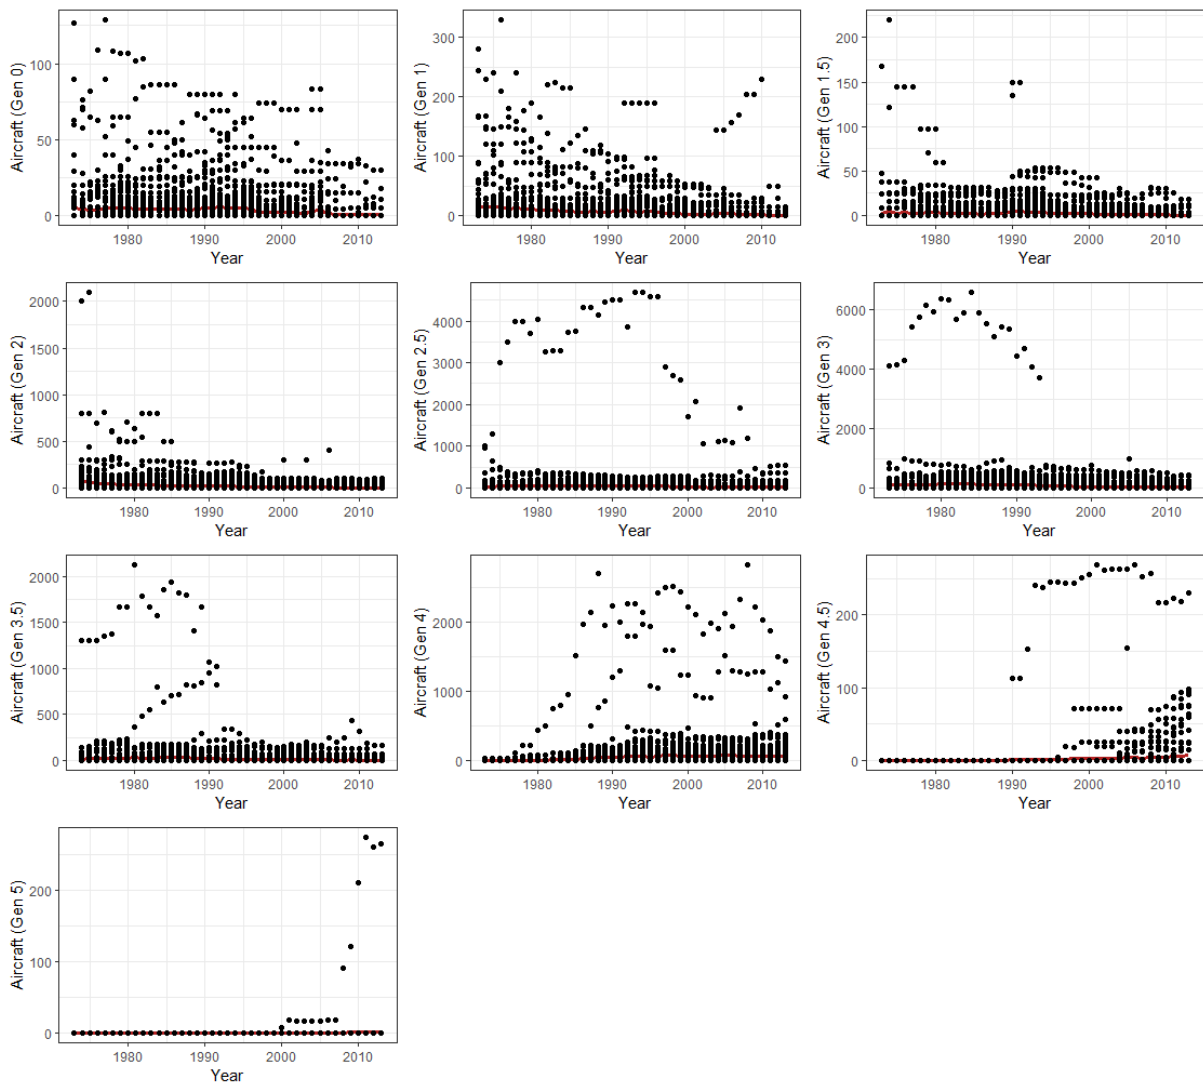 Aircraft (Gen 0)
100
50
0
1980 1990 2000 2010
Year
Aircraft (Gen 1)
300
200
100
0
1980 1990 2000 2010
Year
Aircraft (Gen 1.5)
200
150
100
50
0
1980 1990 2000 2010
Year
Aircraft (Gen 2)
2000
1500
1000
500
0
1980 1990 2000 2010
Year
Aircraft (Gen 2.5)
4000
3000
2000
1000
0
1980 1990 2000 2010
Year
Aircraft (Gen 3)
6000
4000
2000
0
1980 1990 2000 2010
Year
Aircraft (Gen 3.5)
2000
1500
1000
500
0
1980 1990 2000 2010
Year
Aircraft (Gen 4)
2000
1000
0
1980 1990 2000 2010
Year
Aircraft (Gen 4.5)
200
100
0
1980 1990 2000 2010
Year
Aircraft (Gen 5)
200
100
0
1980 1990 2000 2010
Year